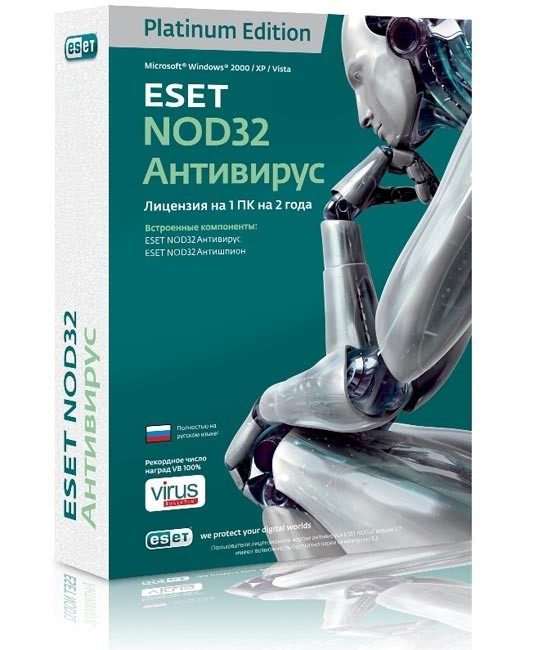 Platinum Edition
eset
Microsoft® Windows® 2000 / XP / Vista
ESET
NOD32
Антивирус
Лицензия на 1 ПК на 2 года
Встроенные компоненты:
ESET NOD32 Антивирус
ESET NOD32 Антишпион
Полностью на
русском языке!
Рекордное число
наград VB 100%
virus
BULLETIN
eset
we protect your digital worlds
ESET NOD32
Антивирус